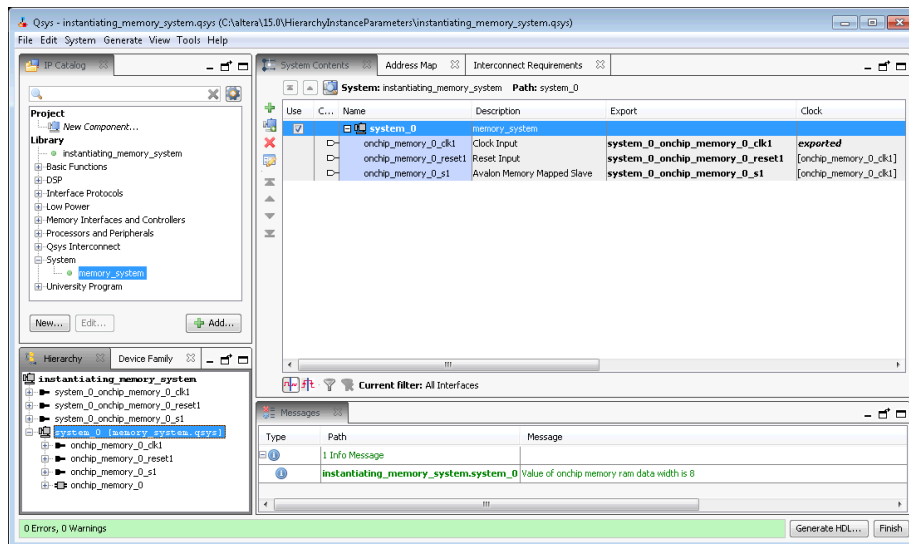 Qsys - instantiating_memory_system.qsys (C:\altera\15.0\HierarchyInstanceParameters\instantiating_memory_system.qsys)
File Edit System Generate View Tools Help
IP Catalog
Project
New Component...
Library
instantiating_memory_system
Basic Functions
DSP
Interface Protocols
Low Power
Memory Interfaces and Controllers
Processors and Peripherals
Qsys Interconnect
System
memory_system
University Program
New... Edit... Add...
Hierarchy Device Family
instantiating_memory_system
system_0_onchip_memory_0_clk1
system_0_onchip_memory_0_reset1
system_0_onchip_memory_0_s1
system_0 [memory_system.qsys]
onchip_memory_0_clk1
onchip_memory_0_reset1
onchip_memory_0_s1
onchip_memory_0
System Contents Address Map Interconnect Requirements
System: instantiating_memory_system Path: system_0
Use C... Name Description Export Clock
system_0 memory_system
onchip_memory_0_clk1 Clock Input system_0_onchip_memory_0_clk1 exported
onchip_memory_0_reset1 Reset Input system_0_onchip_memory_0_reset1 [onchip_memory_0_clk1]
onchip_memory_0_s1 Avalon Memory Mapped Slave system_0_onchip_memory_0_s1 [onchip_memory_0_clk1]
Current filter: All Interfaces
Messages
Type Path Message
1 Info Message
instantiating_memory_system.system_0 Value of onchip memory ram data width is 8
0 Errors, 0 Warnings
Generate HDL... Finish